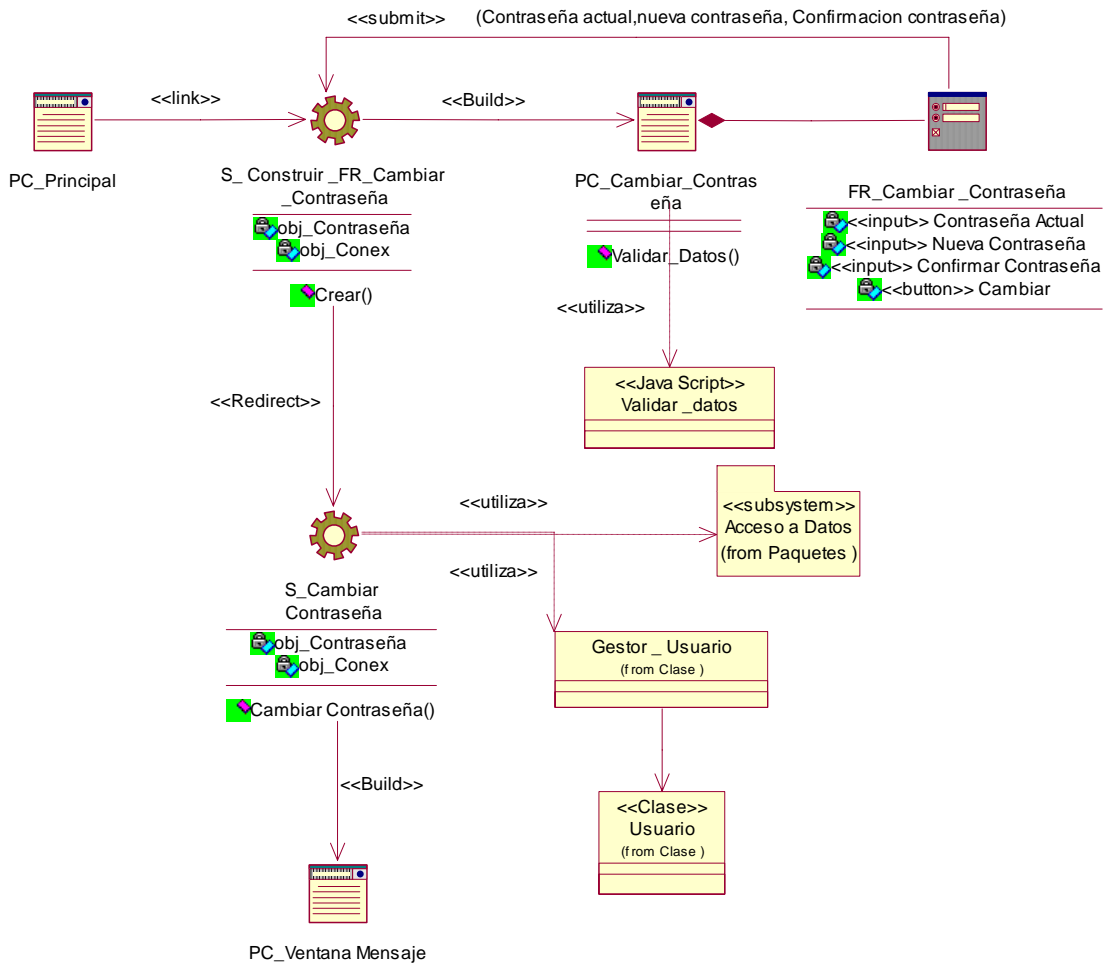 <<submit>> (Contraseña actual,nueva contraseña, Confirmacion contraseña)
<<link>>
<<Build>>
PC_Principal
S_ Construir _FR_Cambiar
_Contraseña
obj_Contraseña
obj_Conex
Crear()
PC_Cambiar_Contras
eña
Validar_Datos()
FR_Cambiar _Contraseña
<<input>> Contraseña Actual
<<input>> Nueva Contraseña
<<input>> Confirmar Contraseña
<<button>> Cambiar
<<utiliza>>
<<Java Script>>
Validar _datos
<<Redirect>>
<<utiliza>>
<<subsystem>>
Acceso a Datos
(from Paquetes )
<<utiliza>>
S_Cambiar
Contraseña
obj_Contraseña
obj_Conex
Cambiar Contraseña()
Gestor _ Usuario
(from Clase )
<<Build>>
<<Clase>>
Usuario
(from Clase )
PC_Ventana Mensaje